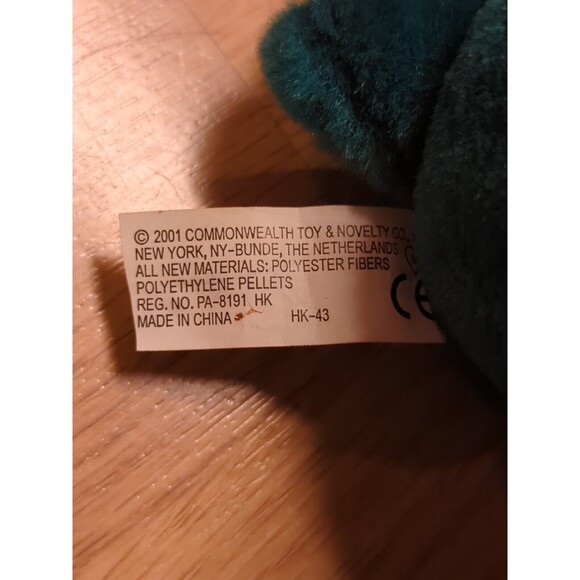 © 2001 COMMONWEALTH TOY & NOVELTY CO.
NEW YORK, NY-BUNDE, THE NETHERLANDS
ALL NEW MATERIALS: POLYESTER FIBERS
POLYETHYLENE PELLETS
REG. NO. PA-8191 HK
MADE IN CHINA HK-43
CE